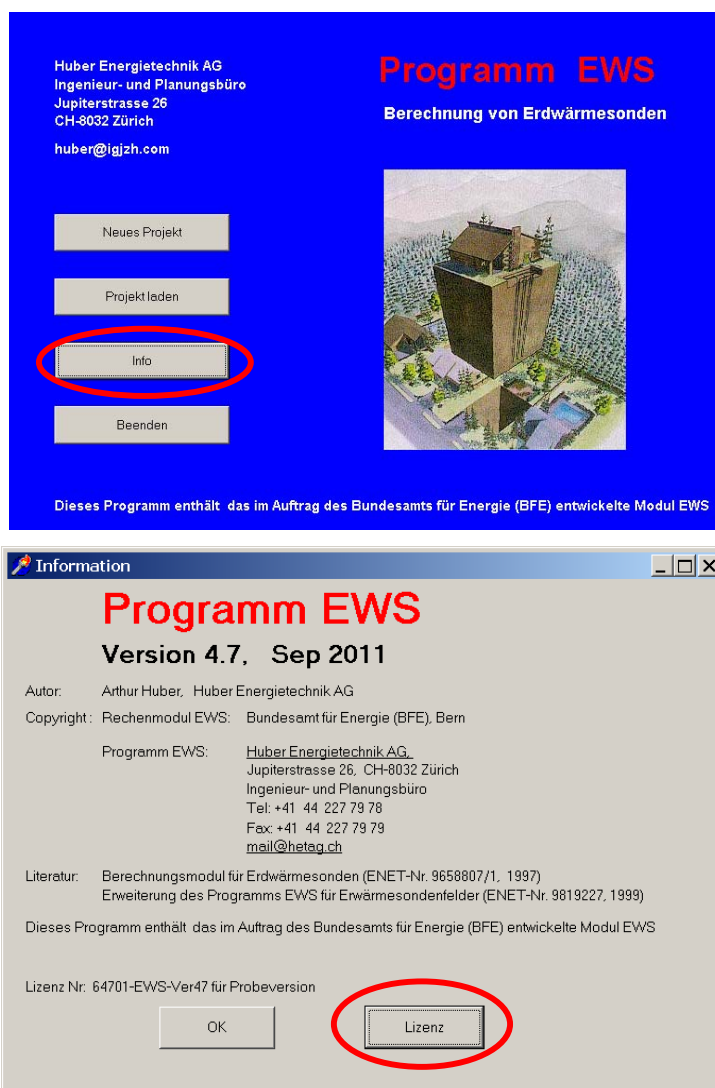 Huber Energietechnik AG
Ingenieur- und Planungsbüro
Jupiterstrasse 26
CH-8032 Zürich
huber@igjzh.com
Programm EWS
Berechnung von Erdwärmesonden
Neues Projekt
Projekt laden
Info
Beenden
Dieses Programm enthält das im Auftrag des Bundesamts für Energie (BFE) entwickelte Modul EWS
Information
Programm EWS
Version 4.7, Sep 2011
Autor: Arthur Huber, Huber Energietechnik AG
Copyright : Rechenmodul EWS: Bundesamt für Energie (BFE), Bern
Programm EWS: Huber Energietechnik AG,
Jupiterstrasse 26, CH-8032 Zürich
Ingenieur- und Planungsbüro
Tel: +41 44 227 79 78
Fax: +41 44 227 79 79
mail@hetag.ch
Literatur: Berechnungsmodul für Erdwärmesonden (ENET-Nr. 9658807/1, 1997)
Erweiterung des Programms EWS für Erwärmesondenfelder (ENET-Nr. 9819227, 1999)
Dieses Programm enthält das im Auftrag des Bundesamts für Energie (BFE) entwickelte Modul EWS
Lizenz Nr: 64701-EWS-Ver47 für Probeversion
OK Lizenz